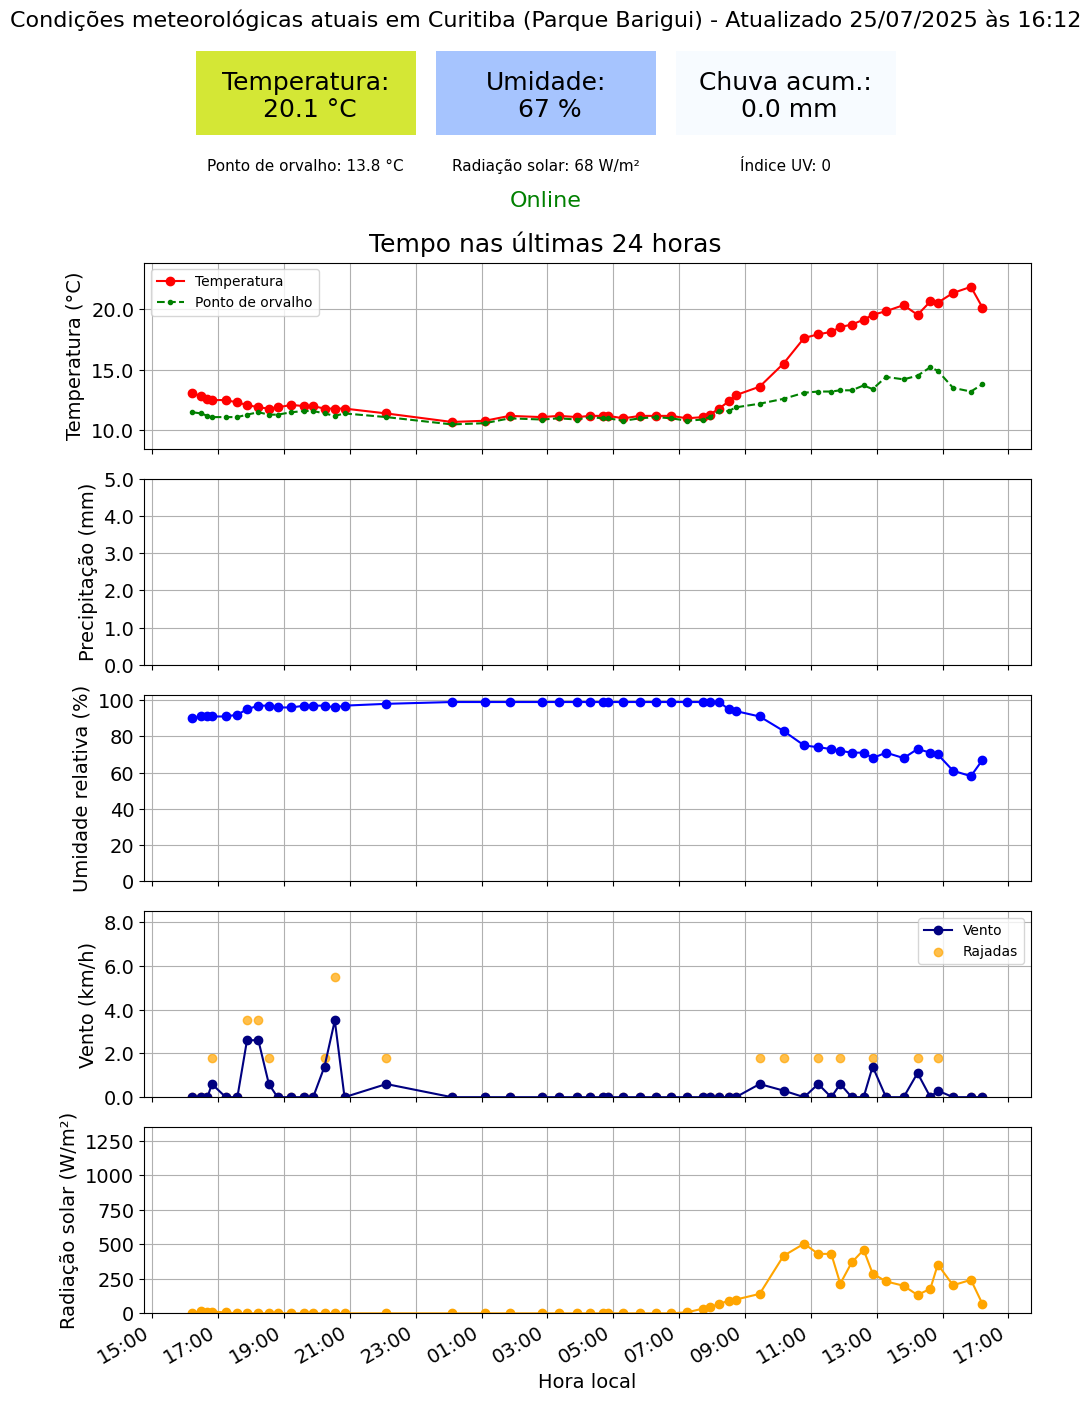 Condições meteorológicas atuais em Curitiba (Parque Barigui) - Atualizado 25/07/2025 às 16:12
Temperatura:
20.1 °C
Umidade:
67 %
Chuva acum.:
0.0 mm
Ponto de orvalho: 13.8 °C
Radiação solar: 68 W/m²
Índice UV: 0
Online
Tempo nas últimas 24 horas
Temperatura (°C)
20.0
15.0
10.0
Temperatura
Ponto de orvalho
Precipitação (mm)
5.0
4.0
3.0
2.0
1.0
0.0
Umidade relativa (%)
100
80
60
40
20
0
Vento (km/h)
8.0
6.0
4.0
2.0
0.0
Vento
Rajadas
Radiação solar (W/m²)
1250
1000
750
500
250
0
15:00
17:00
19:00
21:00
23:00
01:00
03:00
05:00
07:00
09:00
11:00
13:00
15:00
17:00
Hora local